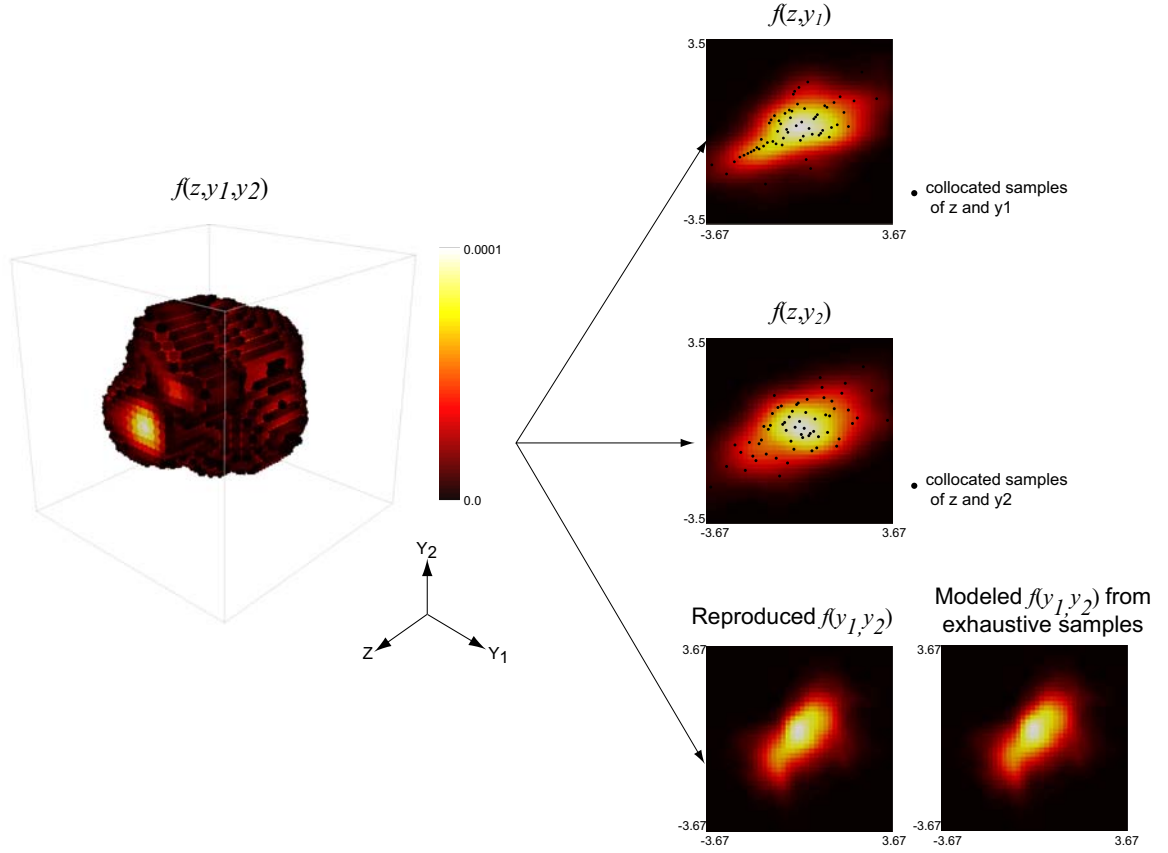 f(z,y1,y2)
0.0001
0.0
Y2
Z
Y1
f(z,y1)
3.5
-3.5
-3.67
3.67
collocated samples
of z and y1
f(z,y2)
3.5
-3.5
-3.67
3.67
collocated samples
of z and y2
Reproduced f(y1,y2)
3.67
-3.67
-3.67
3.67
Modeled f(y1,y2) from
exhaustive samples
3.67
-3.67
-3.67
3.67